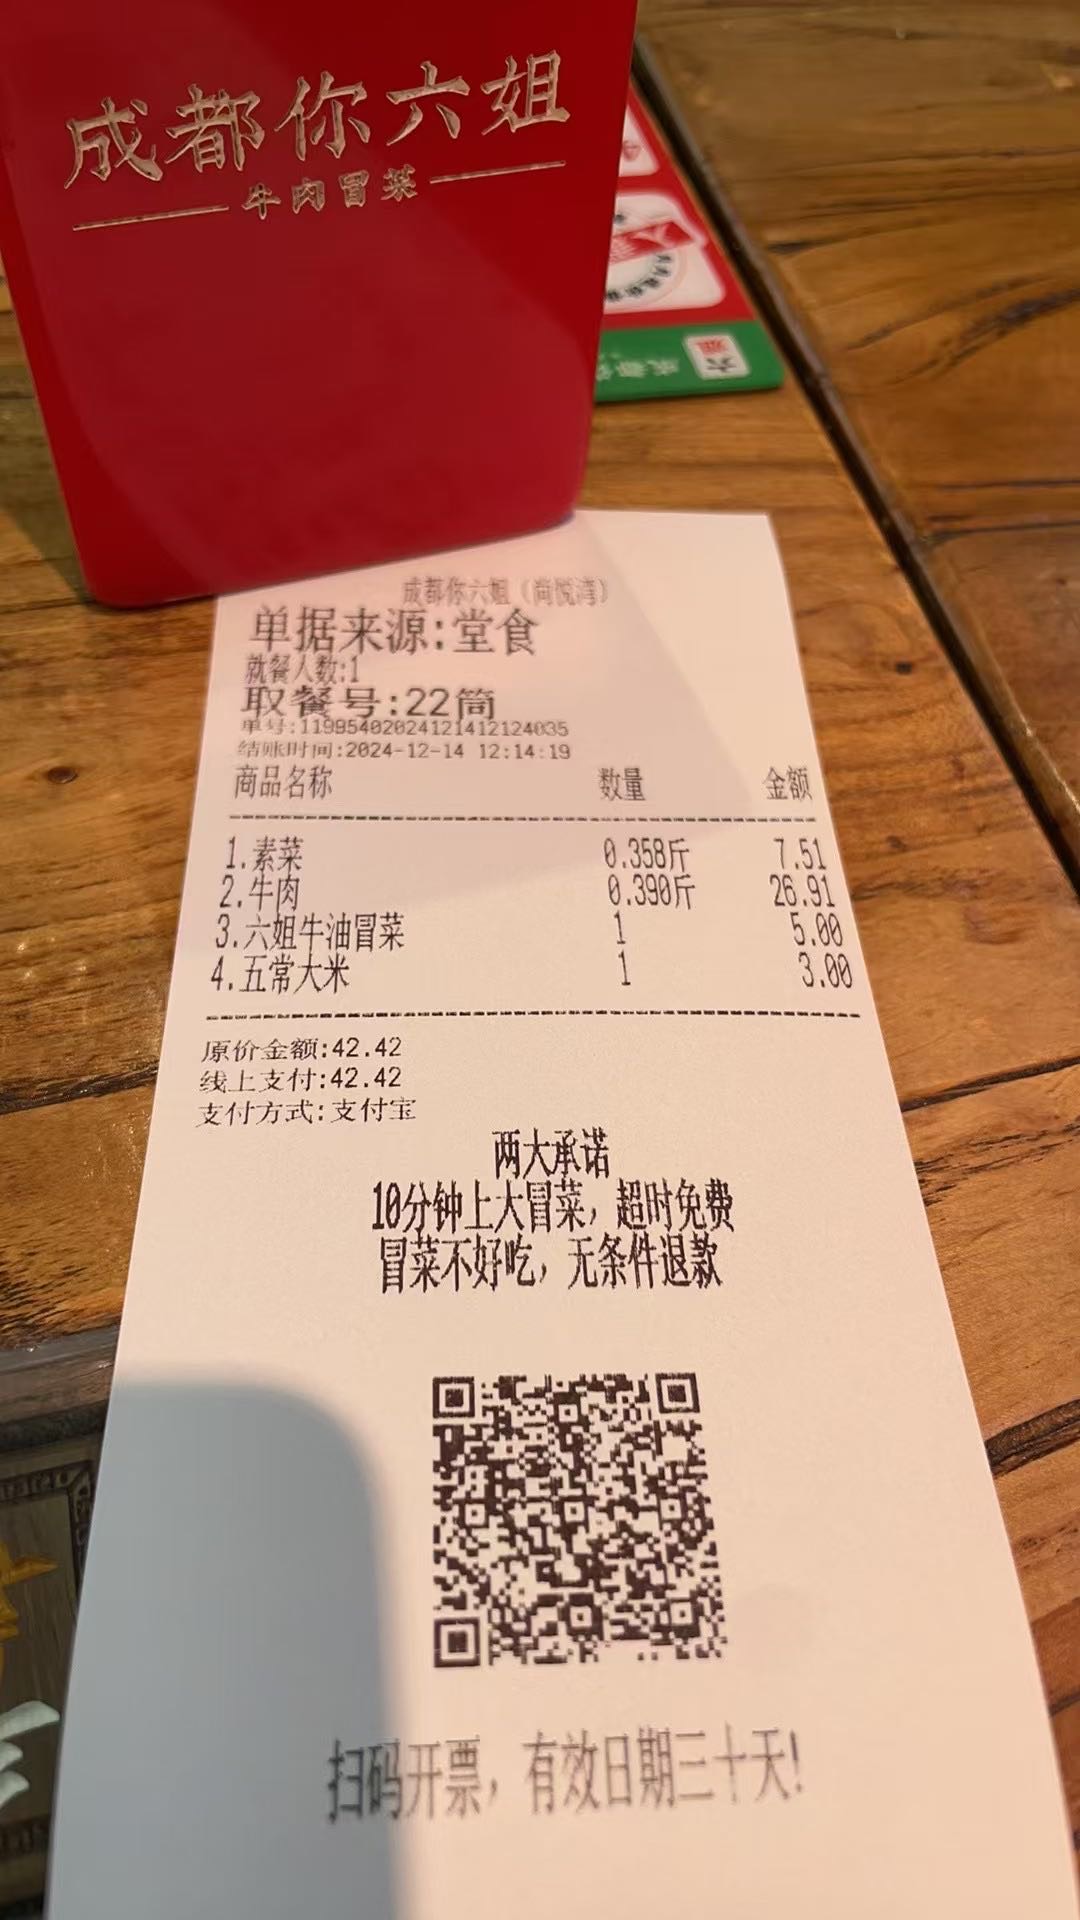 成都你六姐
牛肉冒菜
成都你六姐（尚悦湾）
单据来源:堂食
就餐人数:1
取餐号:22筒
单号:11995402024121412124035
结账时间:2024-12-14 12:14:19
商品名称 数量 金额
1.素菜 0.358斤 7.51
2.牛肉 0.390斤 26.91
3.六姐牛油冒菜 1 5.00
4.五常大米 1 3.00
原价金额:42.42
线上支付:42.42
支付方式:支付宝
两大承诺
10分钟上大冒菜，超时免费
冒菜不好吃，无条件退款
扫码开票，有效日期三十天!